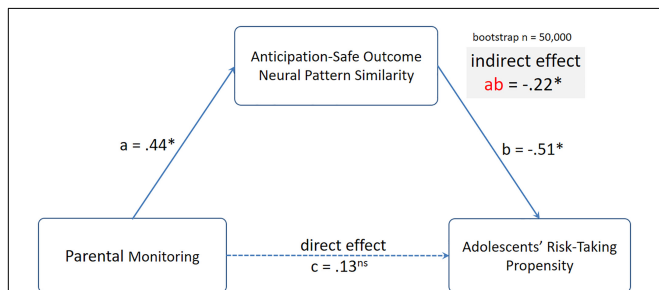 bootstrap n = 50,000
Anticipation-Safe Outcome
Neural Pattern Similarity
indirect effect
ab = -.22*
a = .44*
b = -.51*
Parental Monitoring
direct effect
c = .13ns
Adolescents’ Risk-Taking
Propensity